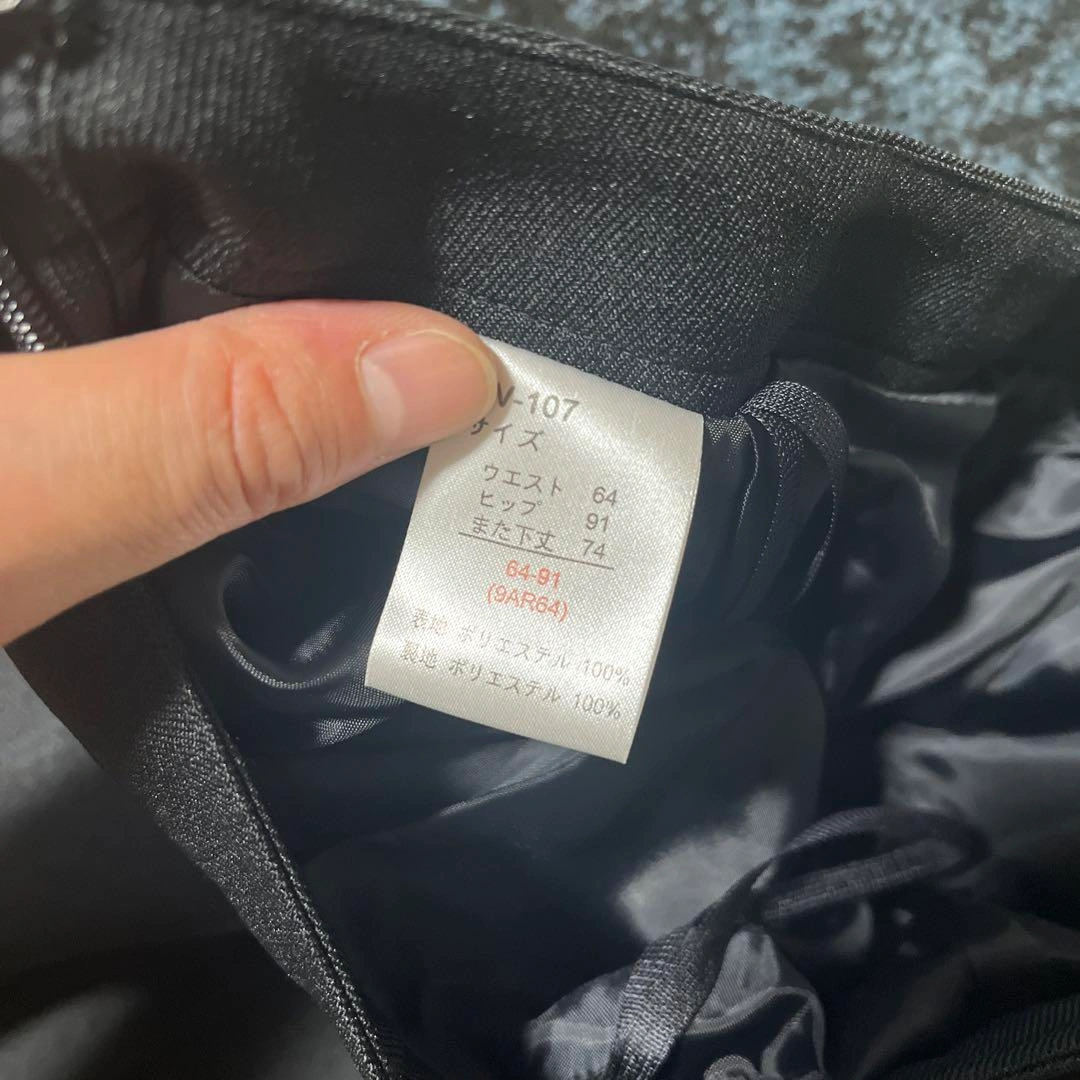 V-107
サイズ
ウエスト 64
ヒップ 91
また下丈 74
64-91
(9AR64)
表地 ポリエステル 100%
製地 ポリエステル 100%